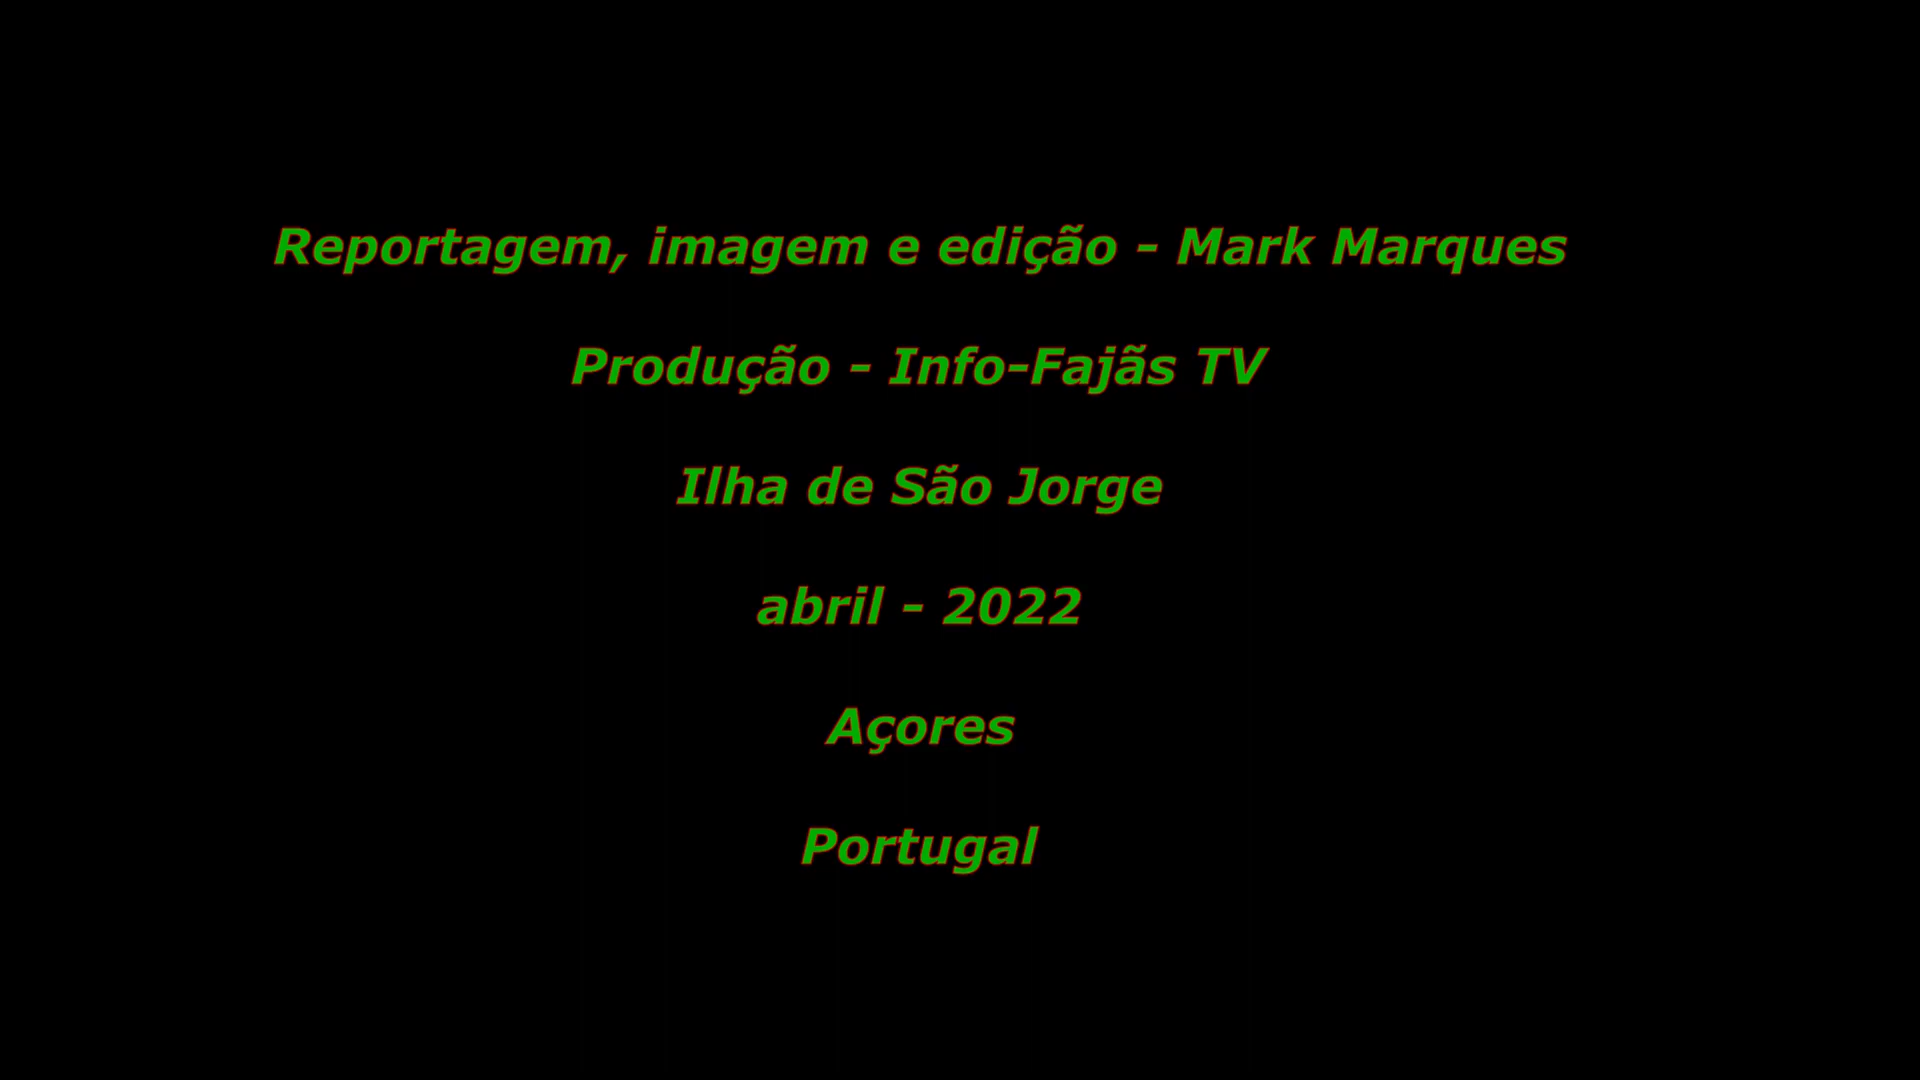 Reportagem, imagem e edição - Mark Marques
Produção - Info-Fajãs TV
Ilha de São Jorge
abril - 2022
Açores
Portugal